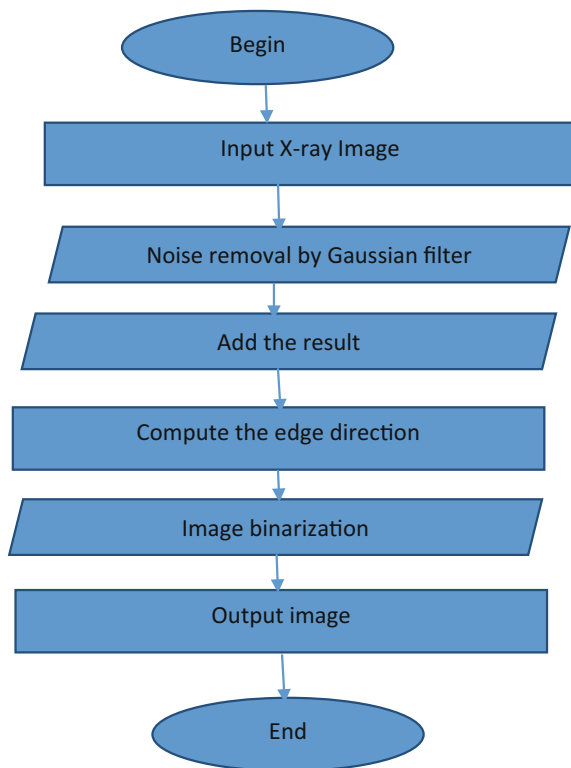 Begin
Input X-ray Image
Noise removal by Gaussian filter
Add the result
Compute the edge direction
Image binarization
Output image
End